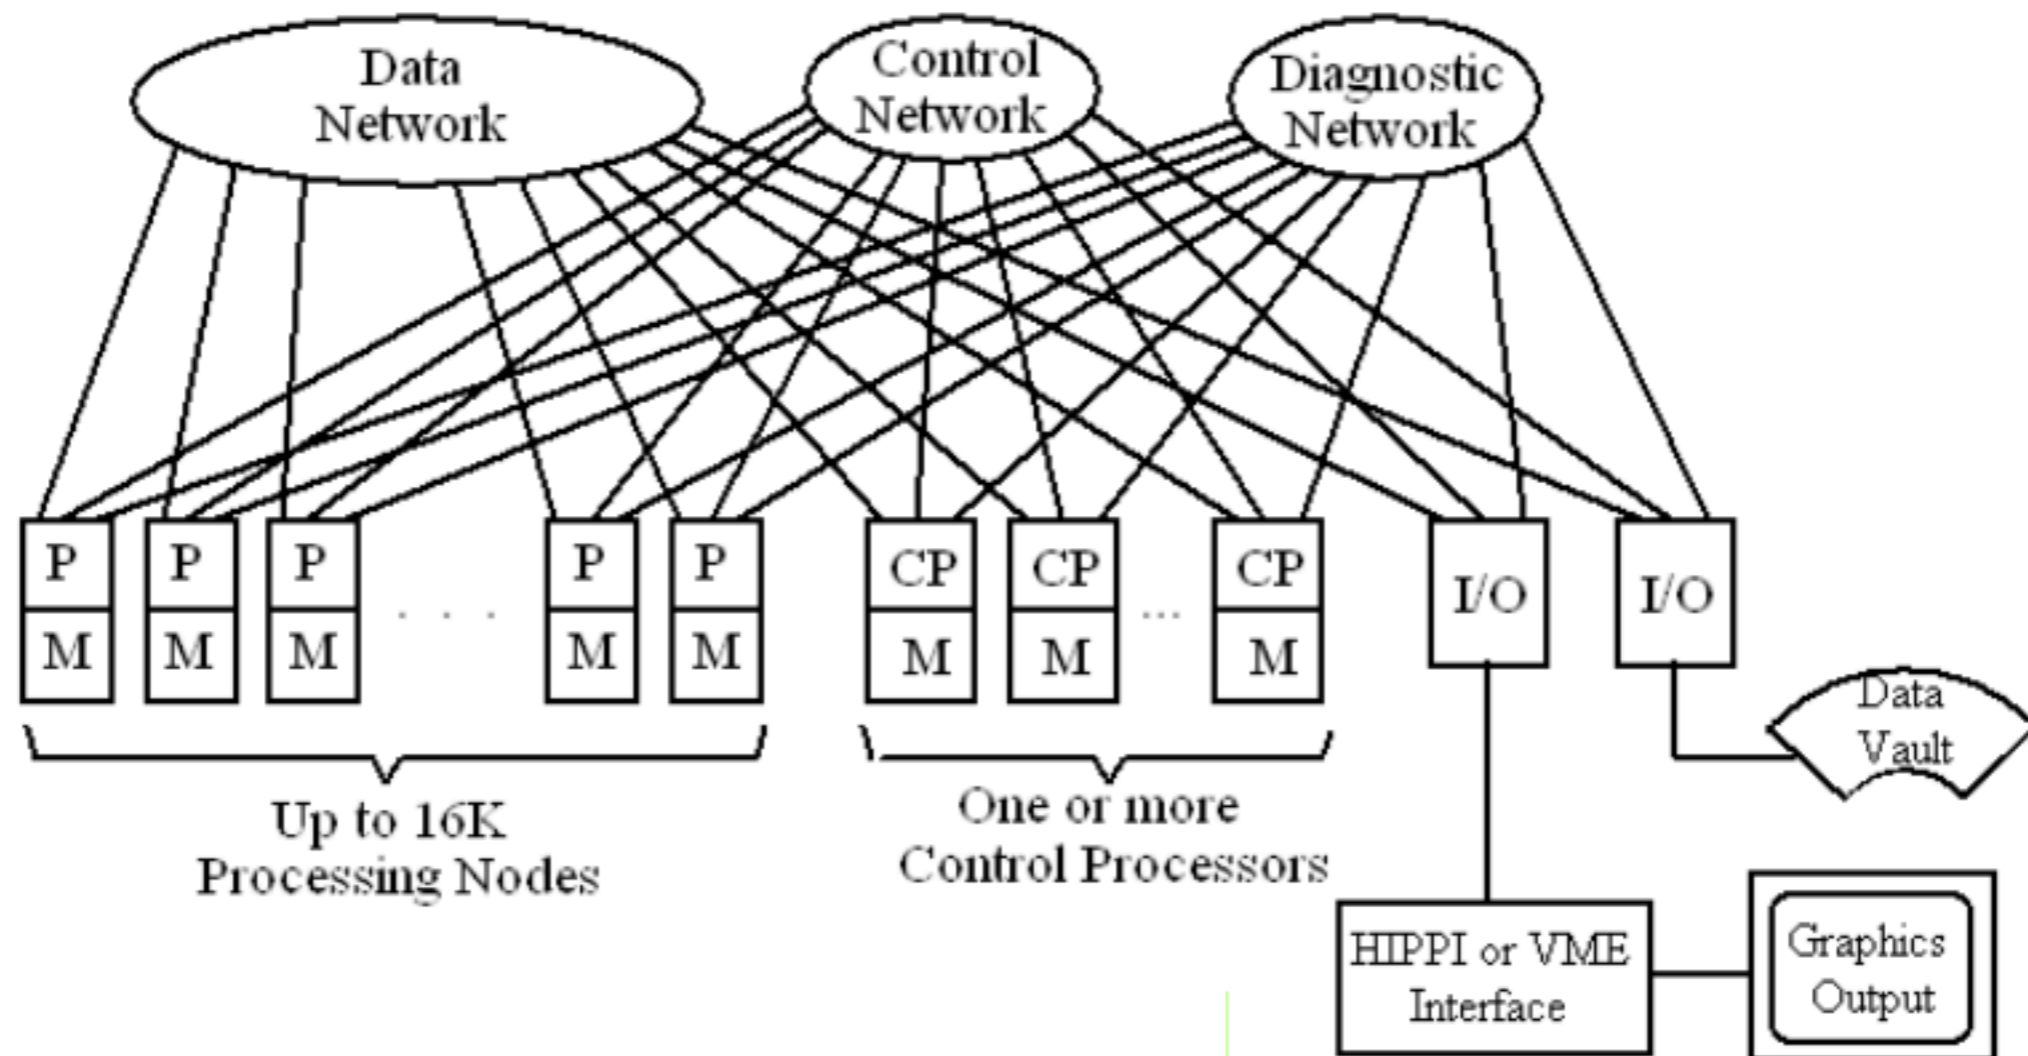 Data
Network
Control
Network
Diagnostic
Network
P
P
P
P
P
CP
CP
CP
I/O
I/O
. . .
...
M
M
M
M
M
M
M
M
Data
Vault
Up to 16K
Processing Nodes
One or more
Control Processors
HIPPI or VME
Interface
Graphics
Output